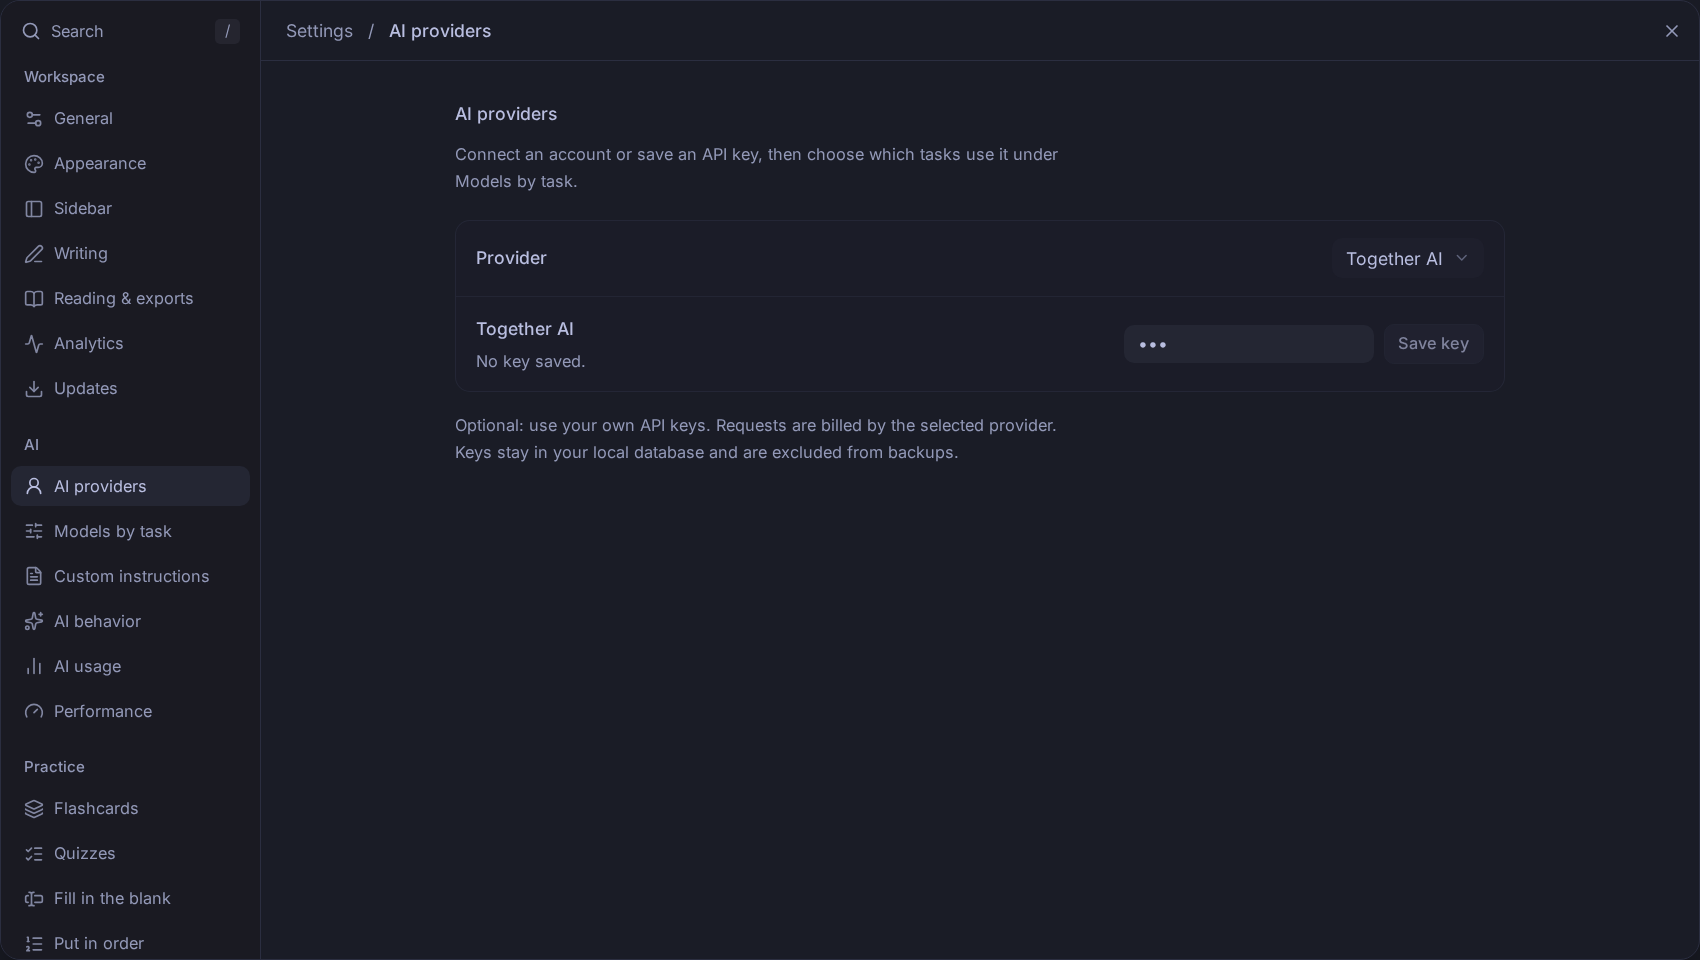 Search
/
Workspace
General
Appearance
Sidebar
Writing
Reading & exports
Analytics
Updates
AI
AI providers
Models by task
Custom instructions
AI behavior
AI usage
Performance
Practice
Flashcards
Quizzes
Fill in the blank
Put in order
Settings / AI providers
AI providers
Connect an account or save an API key, then choose which tasks use it under
Models by task.
Provider
Together AI
Together AI
No key saved.
•••
Save key
Optional: use your own API keys. Requests are billed by the selected provider.
Keys stay in your local database and are excluded from backups.